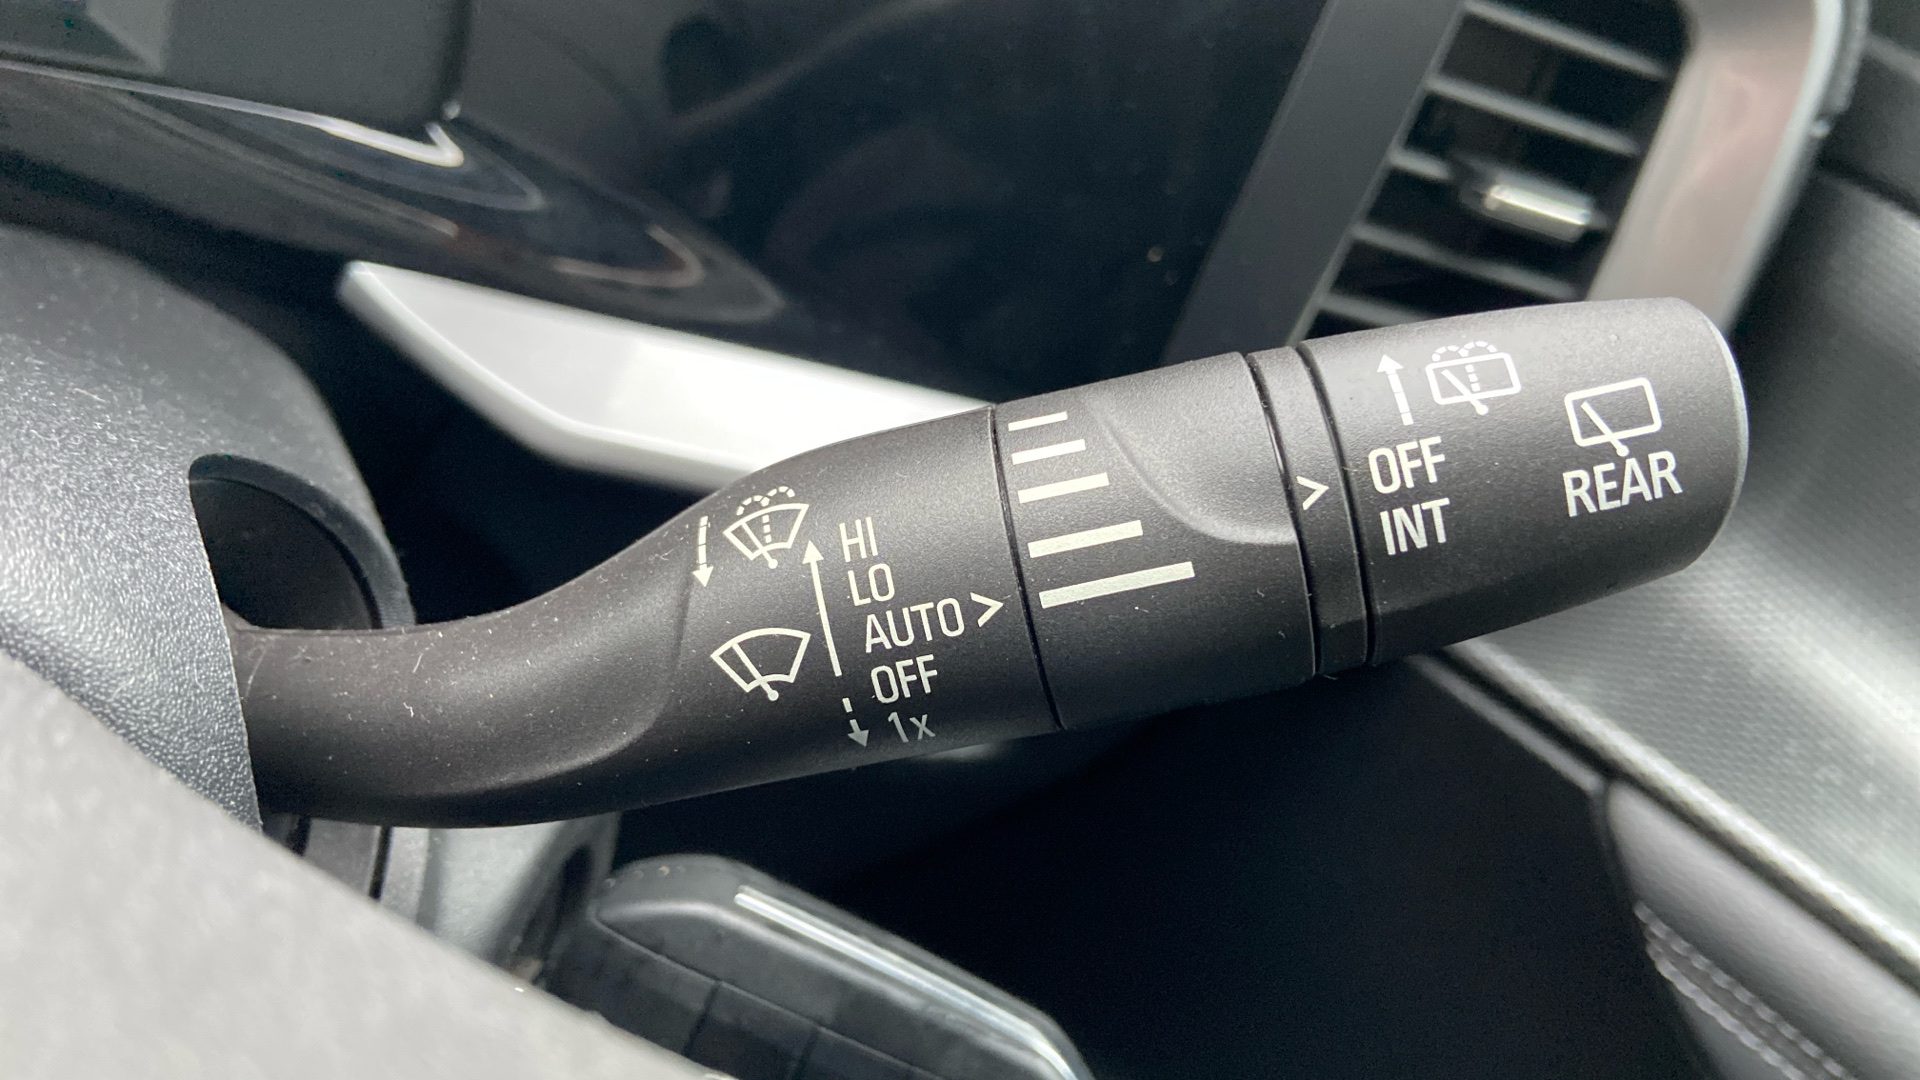 HI
LO
AUTO >
OFF
1x
>
OFF
INT
REAR